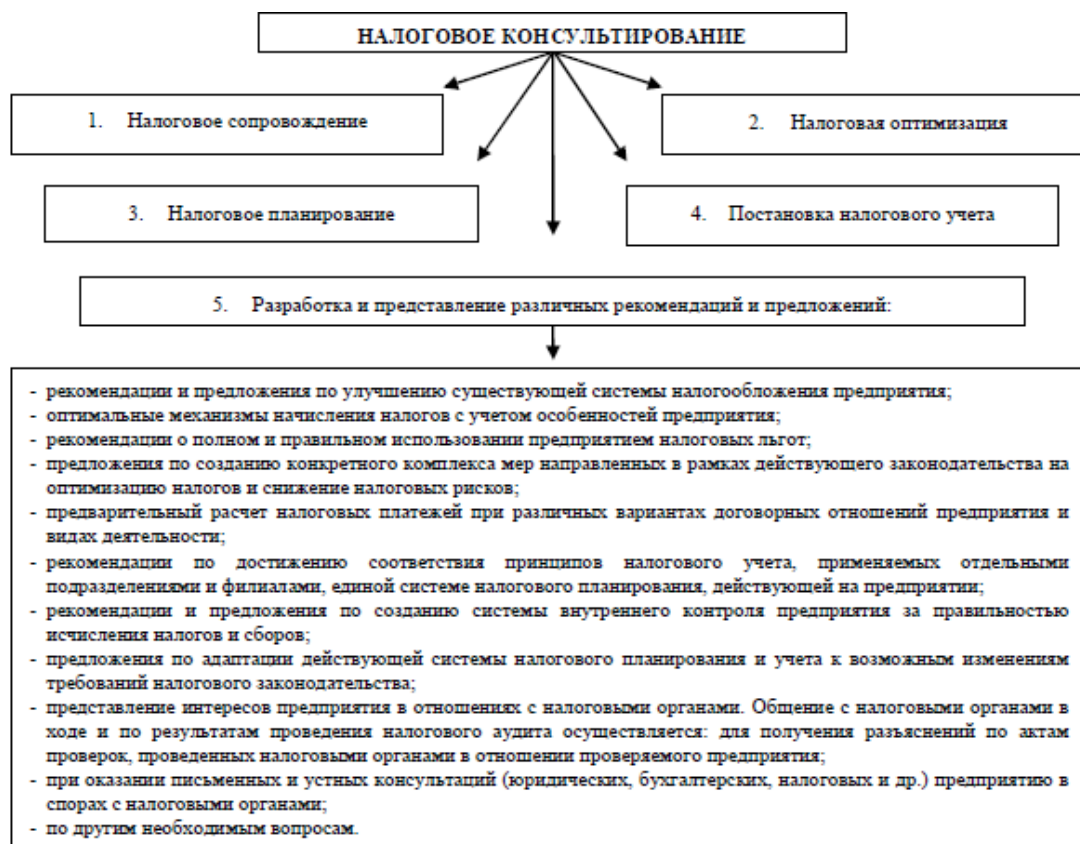 НАЛОГОВОЕ КОНСУЛЬТИРОВАНИЕ
1. Налоговое сопровождение
2. Налоговая оптимизация
3. Налоговое планирование
4. Постановка налогового учета
5. Разработка и представление различных рекомендаций и предложений:
- рекомендации и предложения по улучшению существующей системы налогообложения предприятия;
- оптимальные механизмы начисления налогов с учетом особенностей предприятия;
- рекомендации о полном и правильном использовании предприятием налоговых льгот;
- предложения по созданию конкретного комплекса мер направленных в рамках действующего законодательства на
оптимизацию налогов и снижение налоговых рисков;
- предварительный расчет налоговых платежей при различных вариантах договорных отношений предприятия и
видах деятельности;
- рекомендации по достижению соответствия принципов налогового учета, применяемых отдельными
подразделениями и филиалами, единой системе налогового планирования, действующей на предприятии;
- рекомендации и предложения по созданию системы внутреннего контроля предприятия за правильностью
исчисления налогов и сборов;
- предложения по адаптации действующей системы налогового планирования и учета к возможным изменениям
требований налогового законодательства;
- представление интересов предприятия в отношениях с налоговыми органами. Общение с налоговыми органами в
ходе и по результатам проведения налогового аудита осуществляется: для получения разъяснений по актам
проверок, проведенных налоговыми органами в отношении проверяемого предприятия;
- при оказании письменных и устных консультаций (юридических, бухгалтерских, налоговых и др.) предприятию в
спорах с налоговыми органами;
- по другим необходимым вопросам.